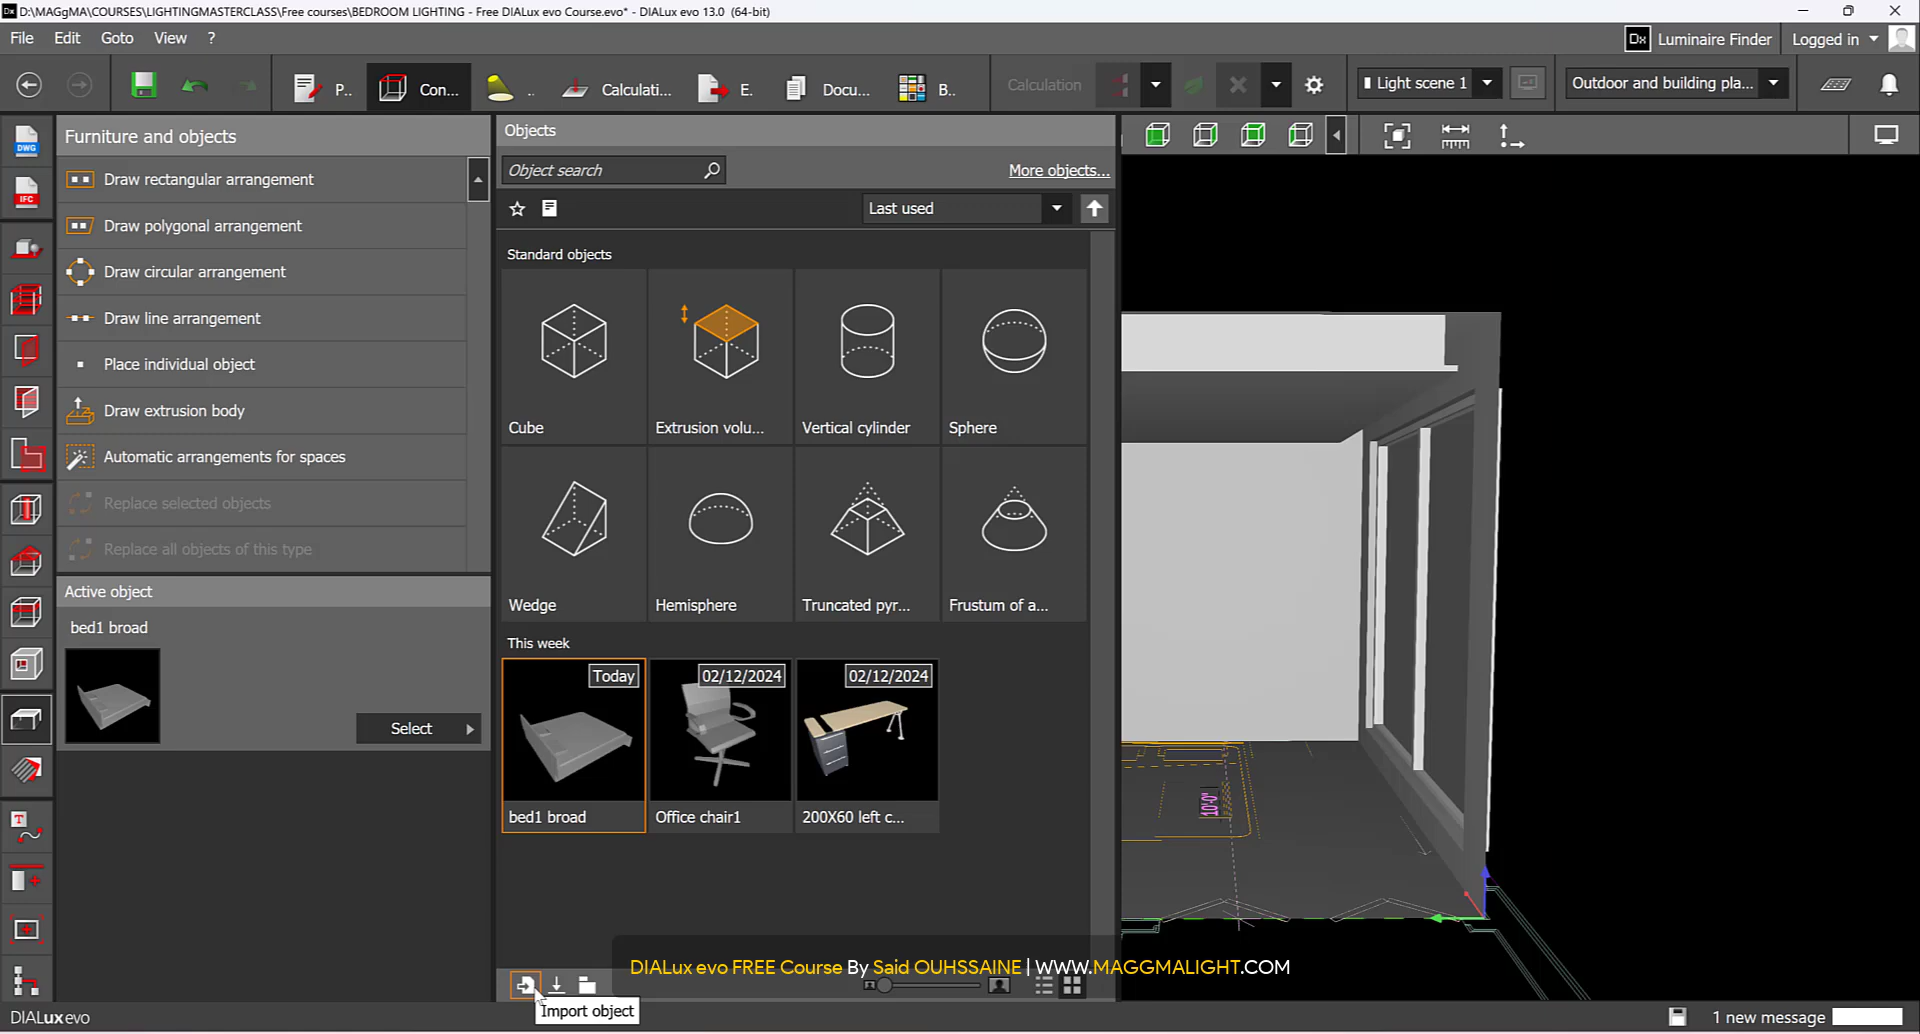 D:\MAGgMA\COURSES\LIGHTINGMASTERCLASS\Free courses\BEDROOM LIGHTING - Free DIALux evo Course.evo* - DIALux evo 13.0 (64-bit)
File Edit Goto View ?
Dx Luminaire Finder Logged in
P.. Con... .. Calculati... E. Docu... B.. Calculation Light scene 1 Outdoor and building pla...
DWG
IFC
Furniture and objects
Draw rectangular arrangement
Draw polygonal arrangement
Draw circular arrangement
Draw line arrangement
Place individual object
Draw extrusion body
Automatic arrangements for spaces
Replace selected objects
Replace all objects of this type
Active object
bed1 broad
Select
Objects
Object search
More objects...
Last used
Standard objects
Cube Extrusion volu... Vertical cylinder Sphere
Wedge Hemisphere Truncated pyr... Frustum of a...
This week
Today 02/12/2024 02/12/2024
bed1 broad Office chair1 200X60 left c...
10'-0"
DIALux evo FREE Course By Said OUHSSAINE | WWW.MAGGMALIGHT.COM
Import object
DIALux evo
1 new message